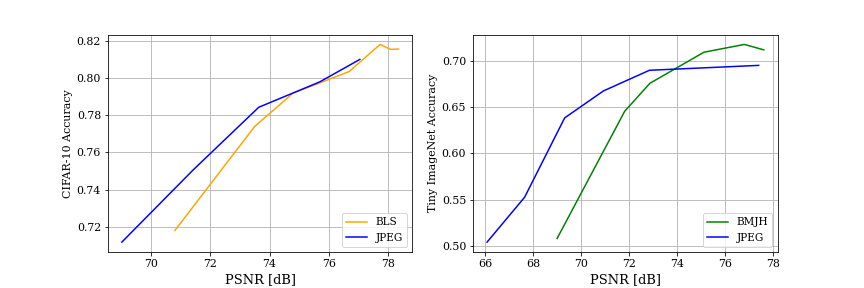 CIFAR-10 Accuracy
0.82
0.80
0.78
0.76
0.74
0.72
70
72
74
76
78
PSNR [dB]
BLS
JPEG
Tiny ImageNet Accuracy
0.70
0.65
0.60
0.55
0.50
66
68
70
72
74
76
78
PSNR [dB]
BMJH
JPEG